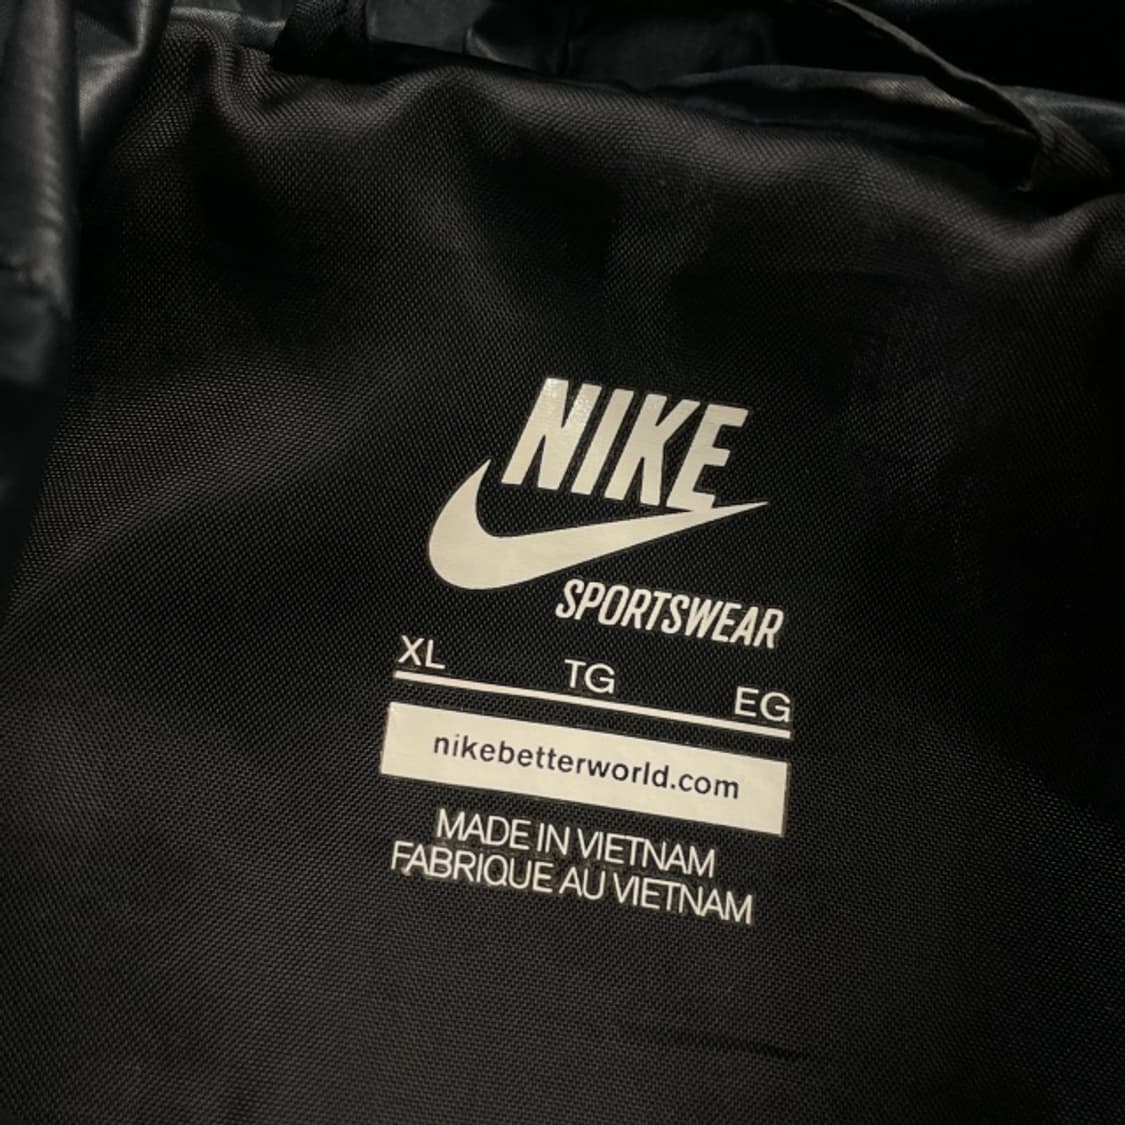 NIKE
SPORTSWEAR
XL TG EG
nikebetterworld.com
MADE IN VIETNAM
FABRIQUE AU VIETNAM